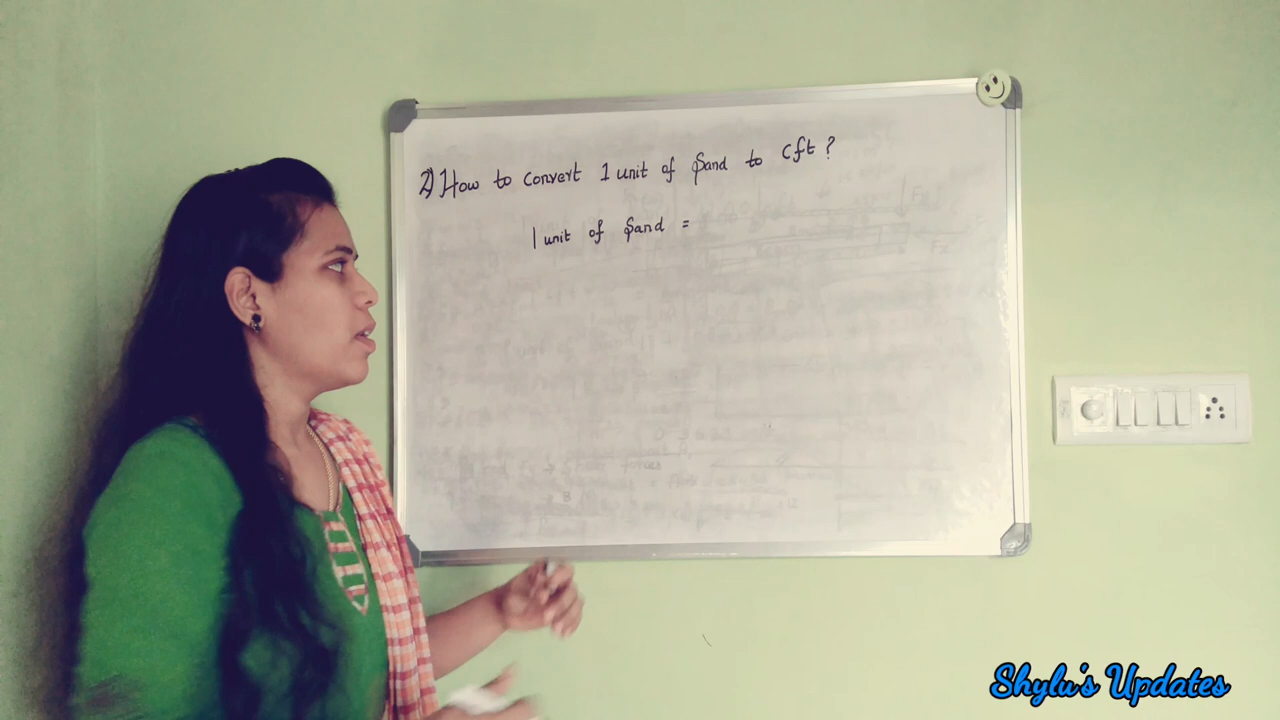 2) How to convert 1 unit of Sand to cft?
1 unit of Sand =
Shylu's Updates